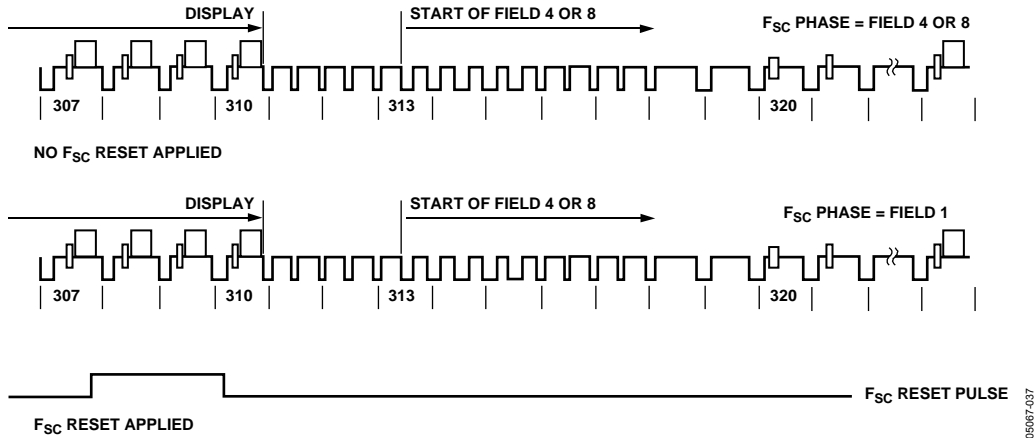 DISPLAY
START OF FIELD 4 OR 8
FSC PHASE = FIELD 4 OR 8
307
310
313
320
NO FSC RESET APPLIED
DISPLAY
START OF FIELD 4 OR 8
FSC PHASE = FIELD 1
307
310
313
320
FSC RESET PULSE
FSC RESET APPLIED
05067-037